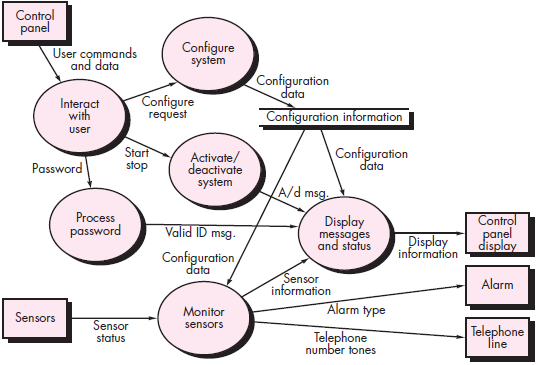 Control
panel
User commands
and data
Configure
system
Interact
with
user
Configure
request
Configuration
data
Configuration information
Start
stop
Activate/
deactivate
system
Configuration
data
Password
A/d msg.
Process
password
Valid ID msg.
Display
messages
and status
Display
information
Control
panel
display
Configuration
data
Sensor
information
Sensors
Sensor
status
Monitor
sensors
Alarm type
Alarm
Telephone
number tones
Telephone
line